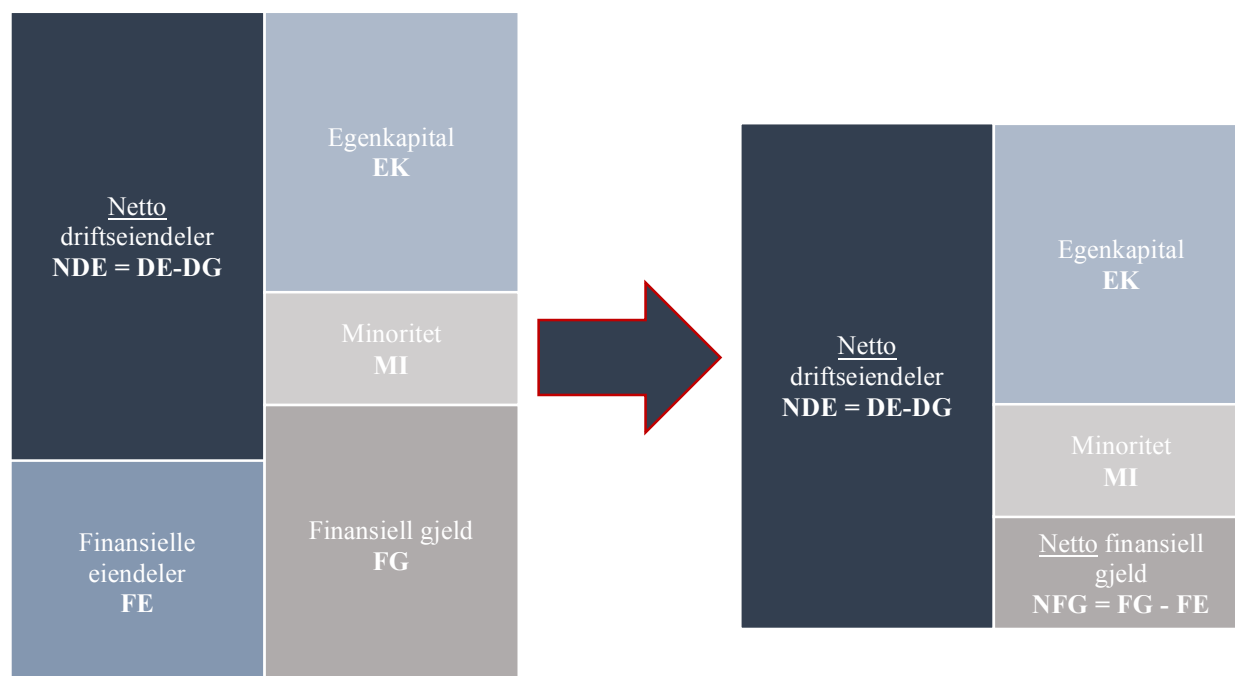 Netto
driftseiendeler
NDE = DE-DG
Finansielle
eiendeler
FE
Egenkapital
EK
Minoritet
MI
Finansiell gjeld
FG
Netto
driftseiendeler
NDE = DE-DG
Egenkapital
EK
Minoritet
MI
Netto finansiell
gjeld
NFG = FG - FE